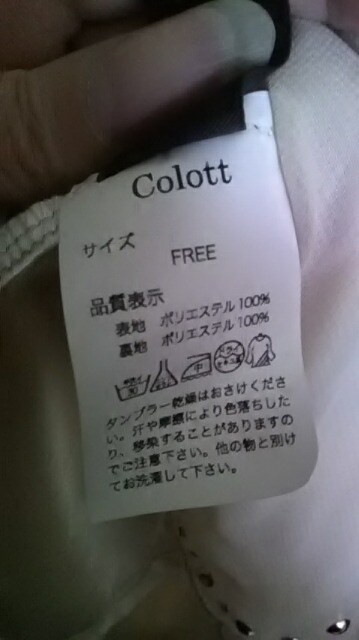 Colott
サイズ
FREE
品質表示
表地 ポリエステル100%
裏地 ポリエステル100%
中
タンブラー乾燥はおさけくださ
い。汗や摩擦により色落ちした
り、移染することがありますの
でご注意下さい。他の物と別け
てお洗濯して下さい。